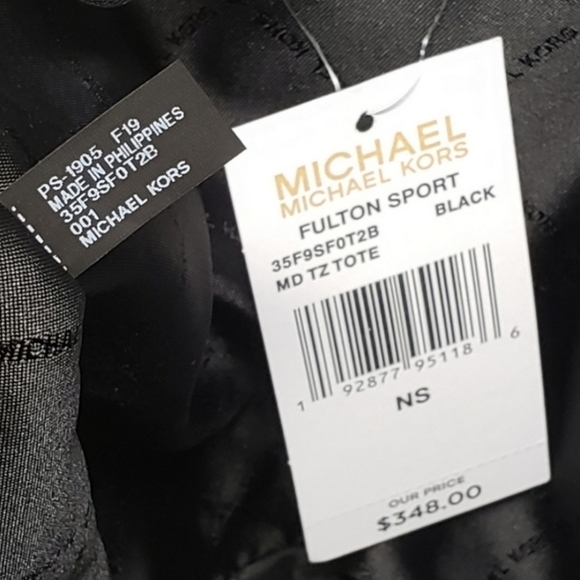 PS-1905 F19
MADE IN PHILIPPINES
35F9SF0T2B
001
MICHAEL KORS
MICHAEL
MICHAEL KORS
FULTON SPORT
35F9SF0T2B BLACK
MD TZ TOTE
1 92877 95118 6
NS
OUR PRICE
$348.00